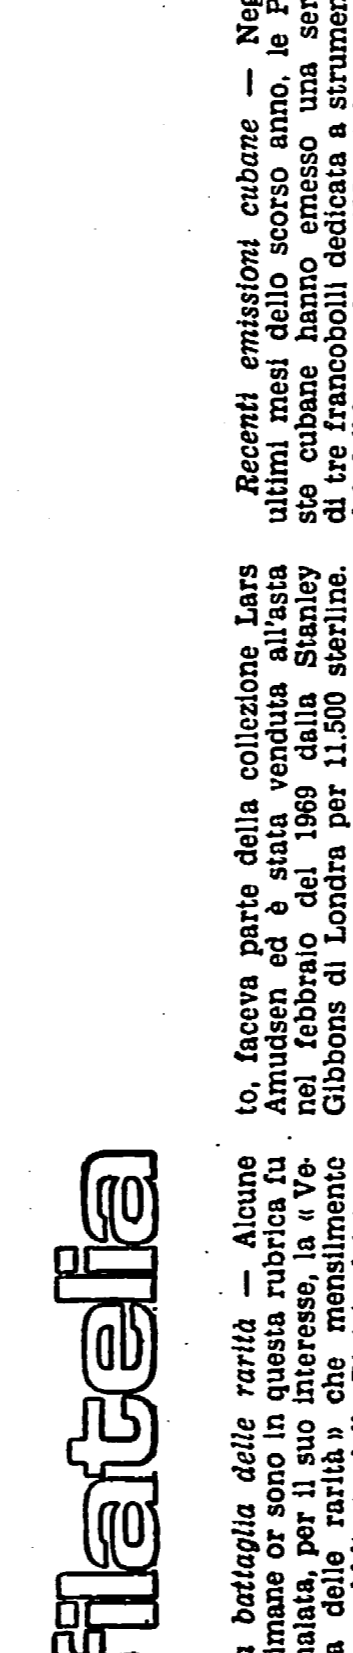 filatelia
battaglia delle rarità — Alcune
or sono in questa rubrica fu
per il suo interesse, la « Ve-
delle rarità » che mensilmente
to, faceva parte della collezione Lars
Amudsen ed è stata venduta all'asta
nel febbraio del 1969 dalla Stanley
Gibbons di Londra per 11.500 sterline.
Recenti emissioni cubane — Neg
ultimi mesi dello scorso anno, le P
ste cubane hanno emesso una ser
di tre francobolli dedicata a strumen